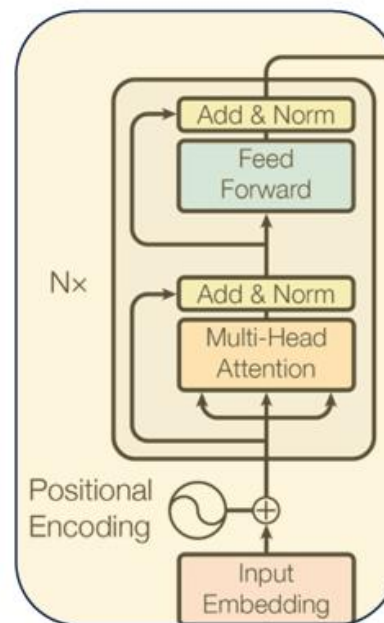 Add & Norm
Feed
Forward
Nx
Add & Norm
Multi-Head
Attention
Positional
Encoding
Input
Embedding